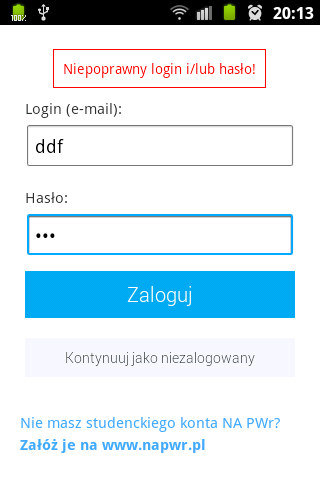 100%
20:13
Niepoprawny login i/lub hasło!
Login (e-mail):
ddf
Hasło:
•••
Zaloguj
Kontynuuj jako niezalogowany
Nie masz studenckiego konta NA PWr?
Załóż je na www.napwr.pl